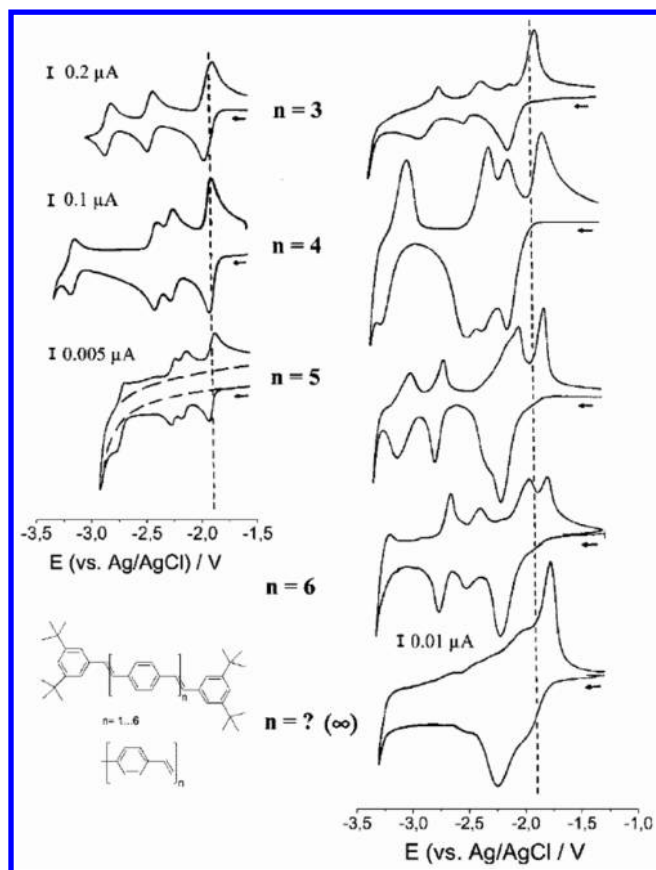 I 0.2 µA
n = 3
I 0.1 µA
n = 4
I 0.005 µA
n = 5
-3,5 -3,0 -2,5 -2,0 -1,5
E (vs. Ag/AgCl) / V
n = 6
I 0.01 µA
n
n= 1...6
n = ? (∞)
n
-3,5 -3,0 -2,5 -2,0 -1,5 -1,0
E (vs. Ag/AgCl) / V